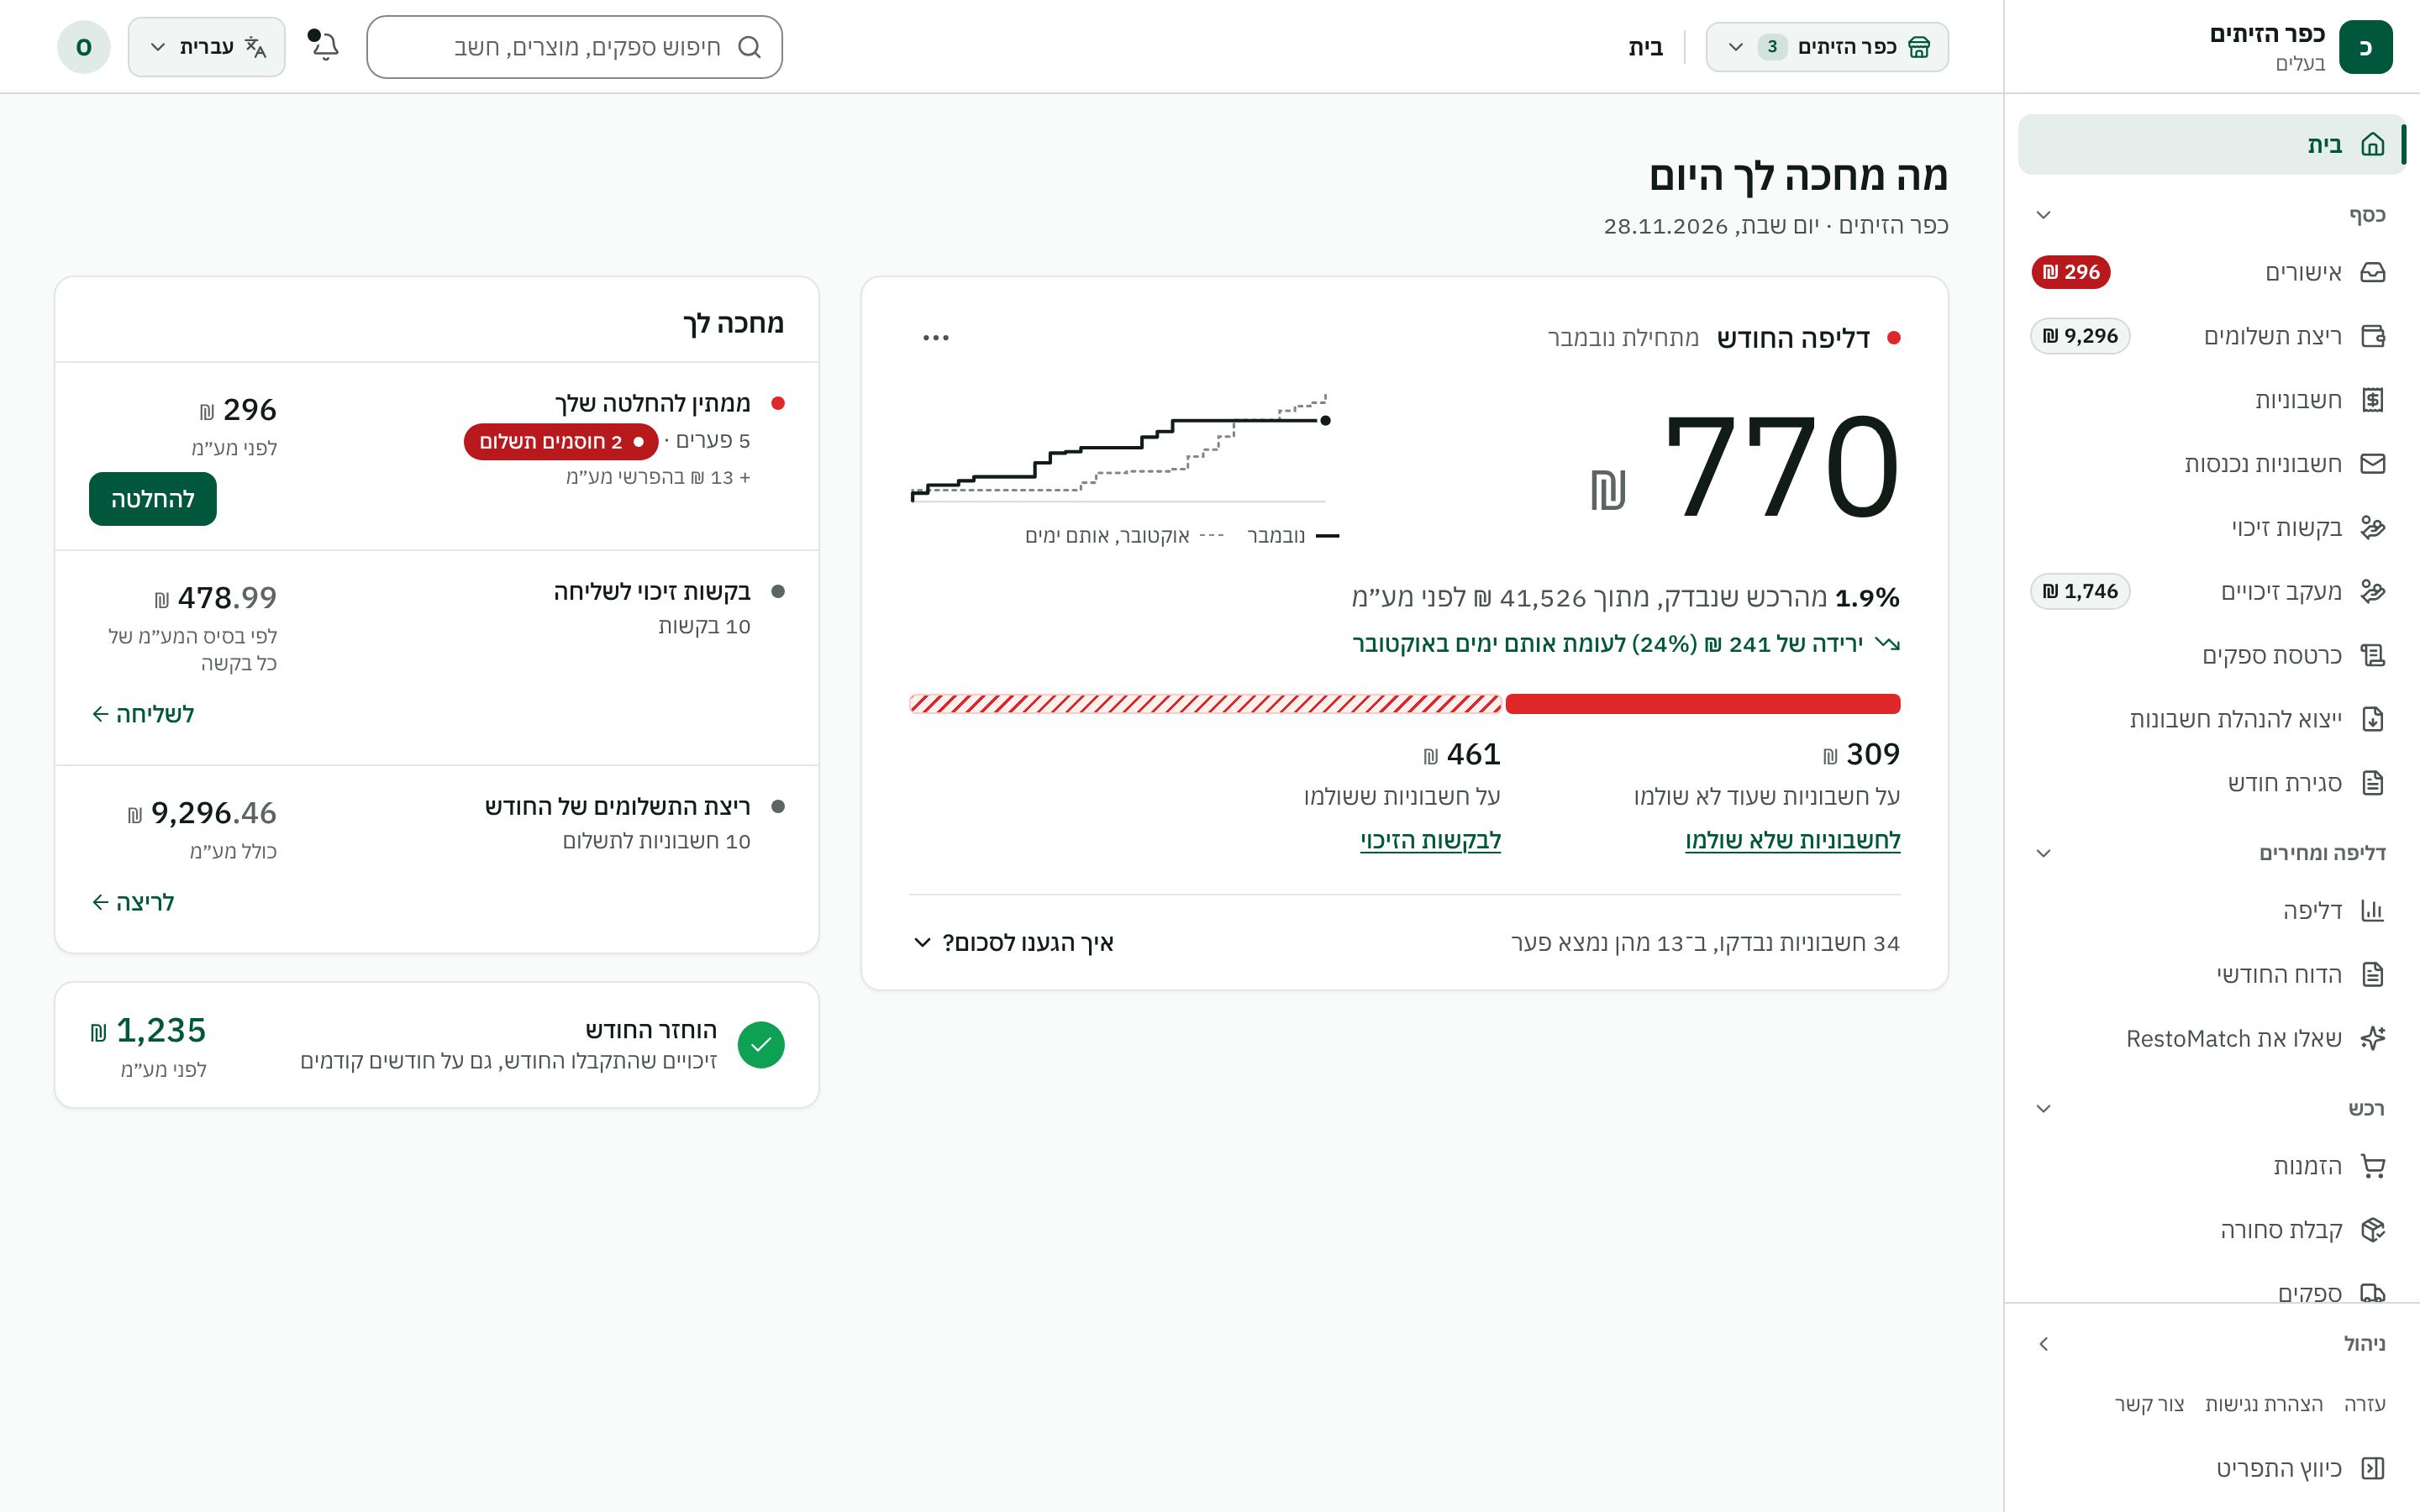 כ
כפר הזיתים
בעלים
כפר הזיתים 3
בית
חיפוש ספקים, מוצרים, חשב
עברית
O
בית
כסף
אישורים 296 ₪
ריצת תשלומים 9,296 ₪
חשבוניות
חשבוניות נכנסות
בקשות זיכוי
מעקב זיכויים 1,746 ₪
כרטסת ספקים
ייצוא להנהלת חשבונות
סגירת חודש
דליפה ומחירים
דליפה
הדוח החודשי
שאלו את RestoMatch
רכש
הזמנות
קבלת סחורה
ספקים
ניהול
עזרה הצהרת נגישות צור קשר
כיווץ התפריט
מה מחכה לך היום
כפר הזיתים · יום שבת, 28.11.2026
דליפה החודש מתחילת נובמבר
770 ₪
נובמבר אוקטובר, אותם ימים
1.9% מהרכש שנבדק, מתוך 41,526 ₪ לפני מע״מ
ירידה של 241 ₪ (24%) לעומת אותם ימים באוקטובר
309 ₪
על חשבוניות שעוד לא שולמו
לחשבוניות שלא שולמו
461 ₪
על חשבוניות ששולמו
לבקשות הזיכוי
34 חשבוניות נבדקו, ב־13 מהן נמצא פער
איך הגענו לסכום?
מחכה לך
ממתין להחלטה שלך
5 פערים · 2 חוסמים תשלום
+ 13 ₪ בהפרשי מע״מ
296 ₪
לפני מע״מ
להחלטה
בקשות זיכוי לשליחה
10 בקשות
478.99 ₪
לפי בסיס המע״מ של
כל בקשה
לשליחה ←
ריצת התשלומים של החודש
10 חשבוניות לתשלום
9,296.46 ₪
כולל מע״מ
לריצה ←
הוחזר החודש
זיכויים שהתקבלו החודש, גם על חודשים קודמים
1,235 ₪
לפני מע״מ